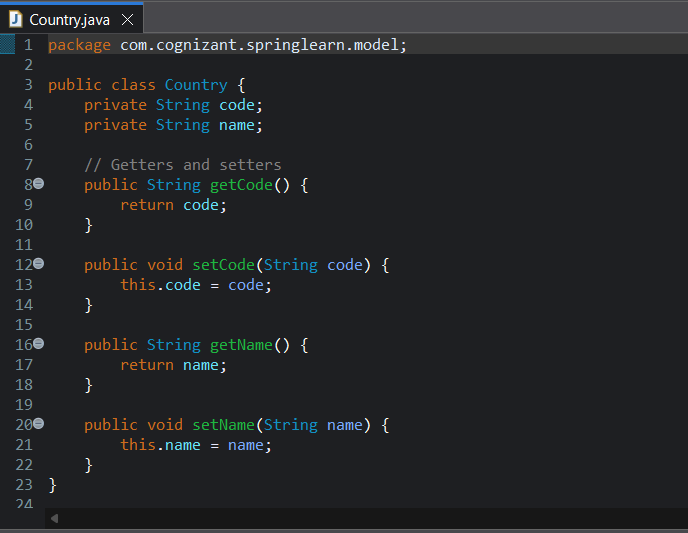 Country.java
1 package com.cognizant.springlearn.model;
2
3 public class Country {
4     private String code;
5     private String name;
6
7     // Getters and setters
8     public String getCode() {
9         return code;
10     }
11
12     public void setCode(String code) {
13         this.code = code;
14     }
15
16     public String getName() {
17         return name;
18     }
19
20     public void setName(String name) {
21         this.name = name;
22     }
23 }
24